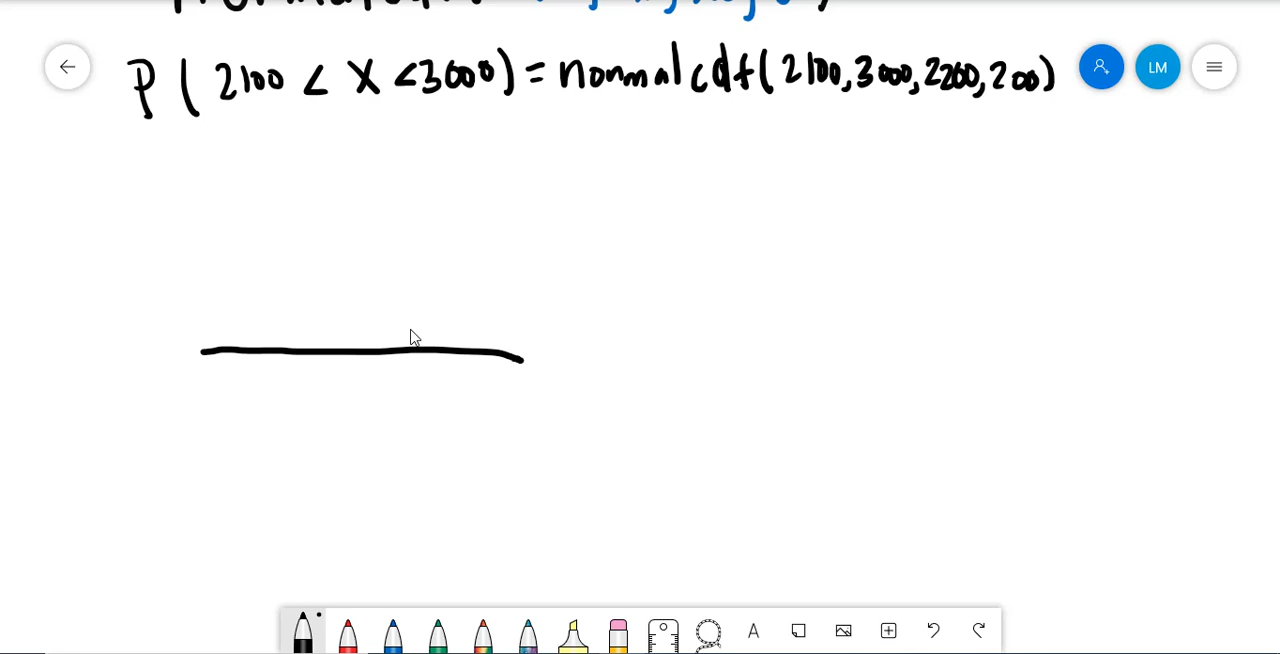 P ( 2100 < X < 3000) = normalcdf( 2100, 3000, 2200, 200)
LM
A